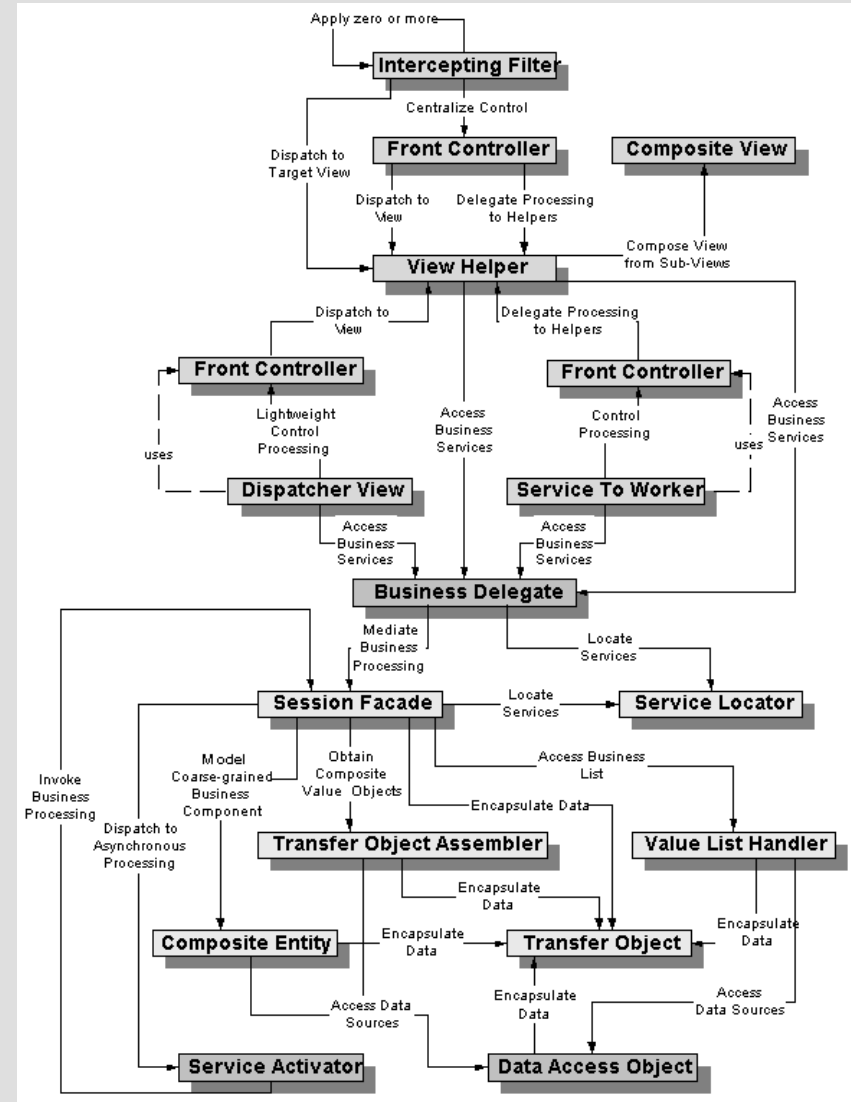 Apply zero or more
Intercepting Filter
Centralize Control
Dispatch to
Target View
Front Controller
Composite View
Dispatch to
View
Delegate Processing
to Helpers
Compose View
from Sub-Views
View Helper
Dispatch to
View
Delegate Processing
to Helpers
Front Controller
Front Controller
Lightweight
Control
Processing
Access
Business
Services
Control
Processing
Access
Business
Services
uses
uses
Dispatcher View
Service To Worker
Access
Business
Services
Access
Business
Services
Business Delegate
Mediate
Business
Processing
Locate
Services
Session Facade
Locate
Services
Service Locator
Invoke
Business
Processing
Model
Coarse-grained
Business
Component
Obtain
Composite
Value Objects
Access Business
List
Encapsulate Data
Dispatch to
Asynchronous
Processing
Transfer Object Assembler
Value List Handler
Encapsulate
Data
Encapsulate
Data
Composite Entity
Encapsulate
Data
Transfer Object
Access Data
Sources
Encapsulate
Data
Access
Data Sources
Service Activator
Data Access Object